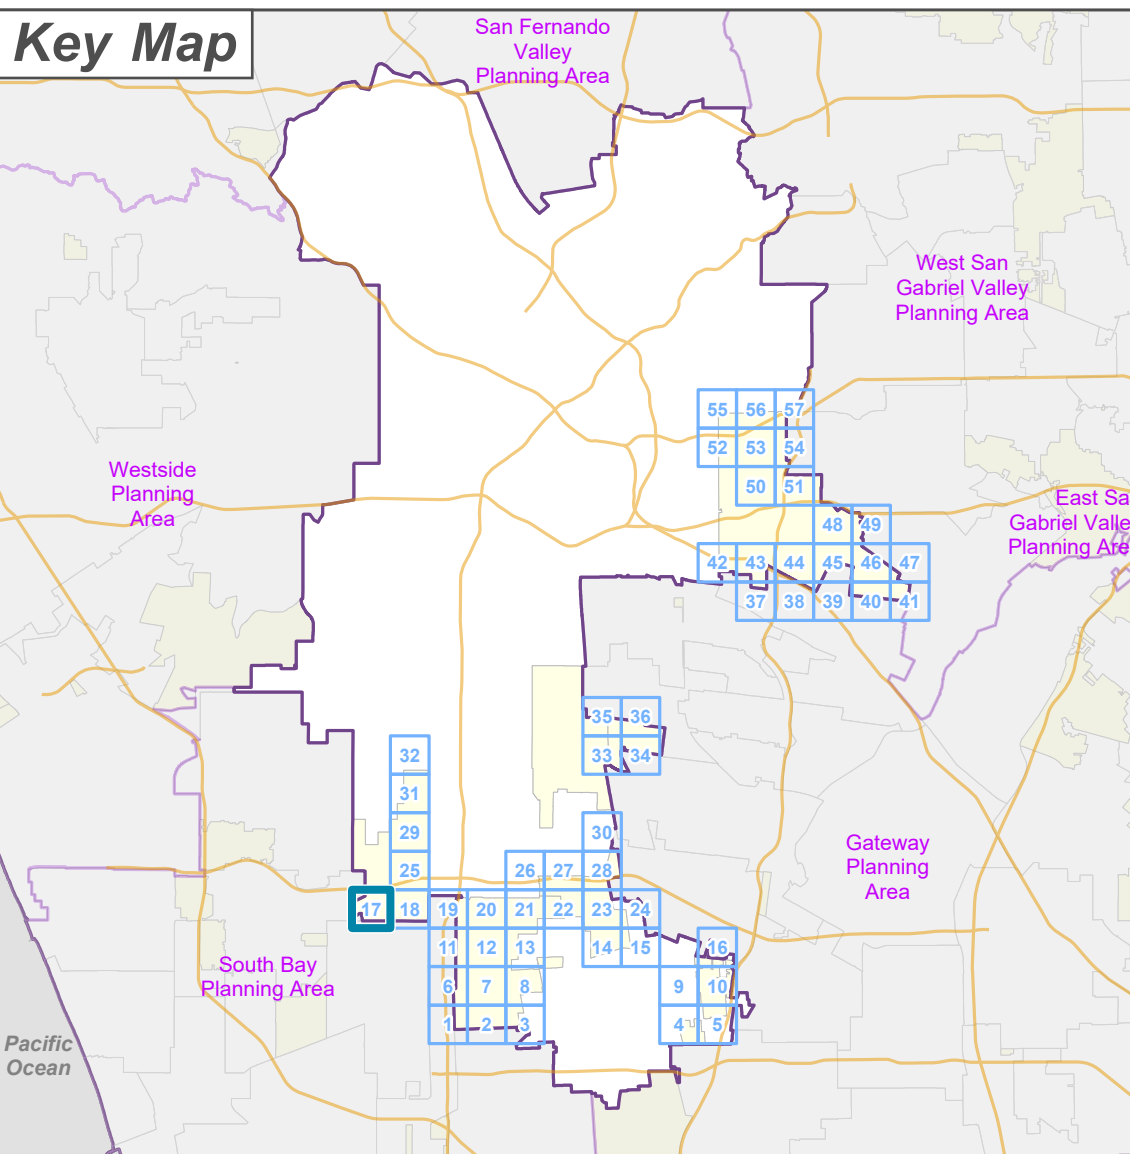 Key Map
San Fernando
Valley
Planning Area
West San
Gabriel Valley
Planning Area
55 56 57
52 53 54
Westside
Planning
Area
50 51
East Sa
Gabriel Valle
Planning Are
48 49
42 43 44 45 46 47
37 38 39 40 41
35 36
33 34
32
31
29
30
Gateway
Planning
Area
25 26 27 28
17 18 19 20 21 22 23 24
11 12 13 14 15 16
South Bay
Planning Area
6 7 8 9 10
1 2 3 4 5
Pacific
Ocean